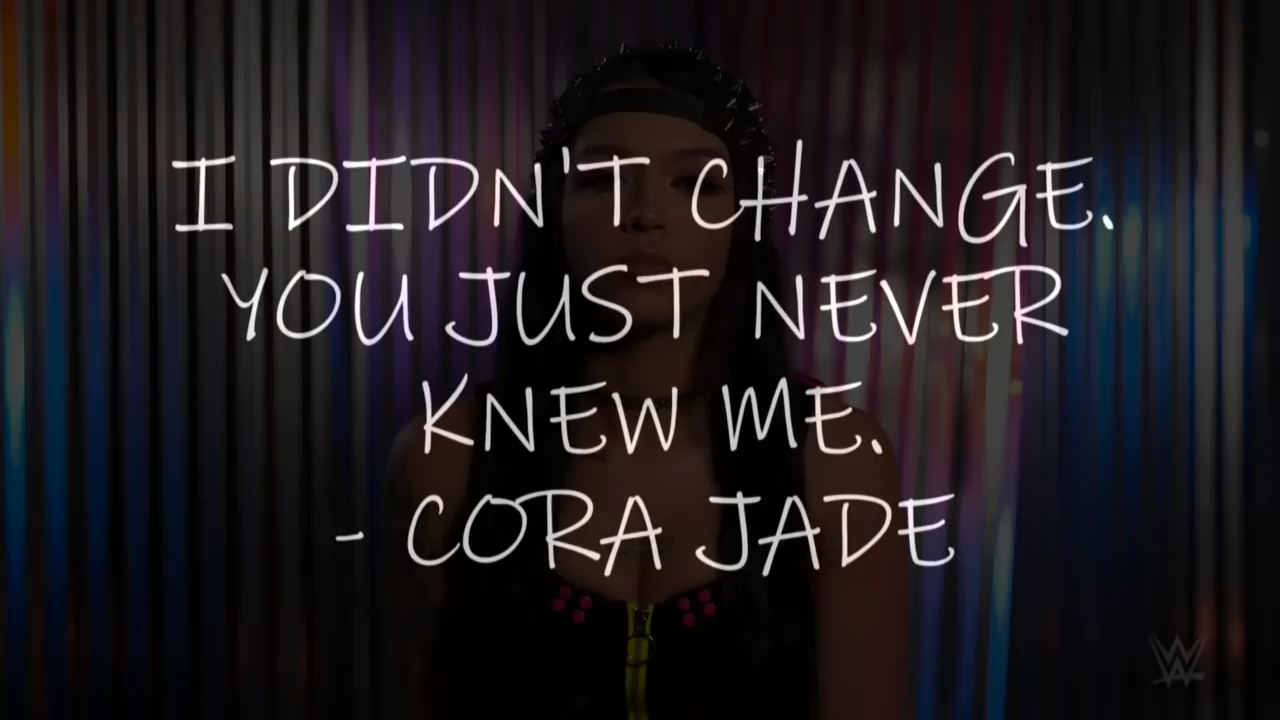 I DIDN'T CHANGE.
YOU JUST NEVER
KNEW ME.
- CORA JADE
W